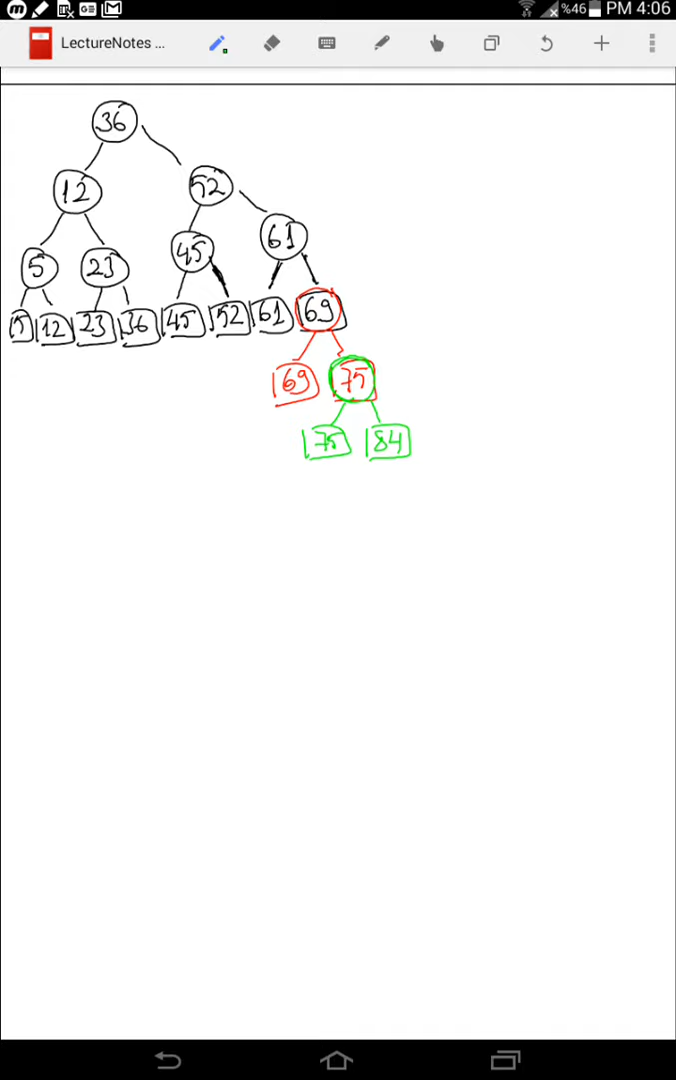 %46 PM 4:06
LectureNotes ...
36
12 52
5 23 45 61
5 12 23 36 45 52 61 69
69 75
75 84